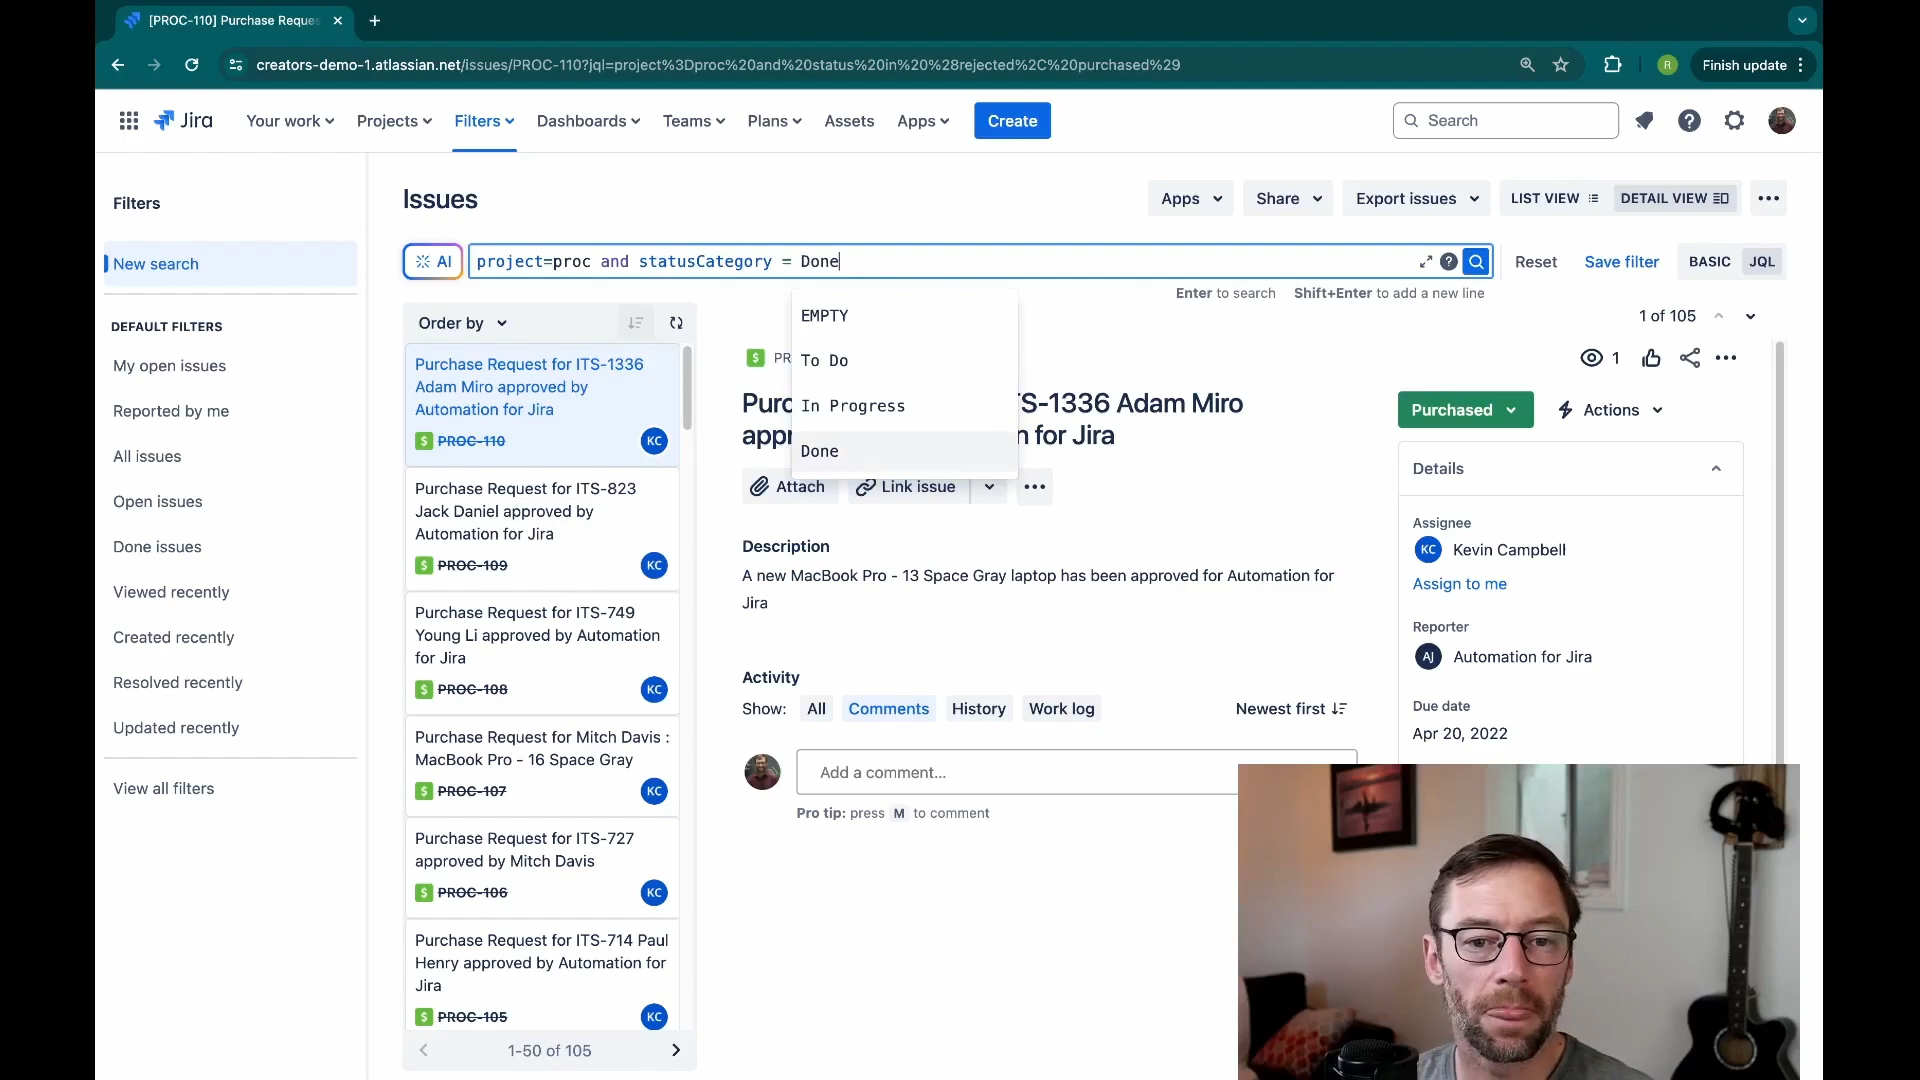 [PROC-110] Purchase Reques
creators-demo-1.atlassian.net/issues/PROC-110?jql=project%3Dproc%20and%20status%20in%20%28rejected%2C%20purchased%29
R
Finish update
Jira
Your work
Projects
Filters
Dashboards
Teams
Plans
Assets
Apps
Create
Search
Filters
New search
DEFAULT FILTERS
My open issues
Reported by me
All issues
Open issues
Done issues
Viewed recently
Created recently
Resolved recently
Updated recently
View all filters
Issues
Apps
Share
Export issues
LIST VIEW
DETAIL VIEW
AI
project=proc and statusCategory = Done
Reset
Save filter
BASIC
JQL
Enter to search
Shift+Enter to add a new line
EMPTY
To Do
In Progress
Done
Order by
Purchase Request for ITS-1336
Adam Miro approved by
Automation for Jira
PROC-110
KC
Purchase Request for ITS-823
Jack Daniel approved by
Automation for Jira
PROC-109
KC
Purchase Request for ITS-749
Young Li approved by Automation
for Jira
PROC-108
KC
Purchase Request for Mitch Davis :
MacBook Pro - 16 Space Gray
PROC-107
KC
Purchase Request for ITS-727
approved by Mitch Davis
PROC-106
KC
Purchase Request for ITS-714 Paul
Henry approved by Automation for
Jira
PROC-105
KC
1-50 of 105
1 of 105
PR
1
Purc
TS-1336 Adam Miro
appr
n for Jira
Attach
Link issue
Description
A new MacBook Pro - 13 Space Gray laptop has been approved for Automation for
Jira
Activity
Show:
All
Comments
History
Work log
Newest first
Add a comment...
Pro tip: press M to comment
Purchased
Actions
Details
Assignee
KC
Kevin Campbell
Assign to me
Reporter
AJ
Automation for Jira
Due date
Apr 20, 2022